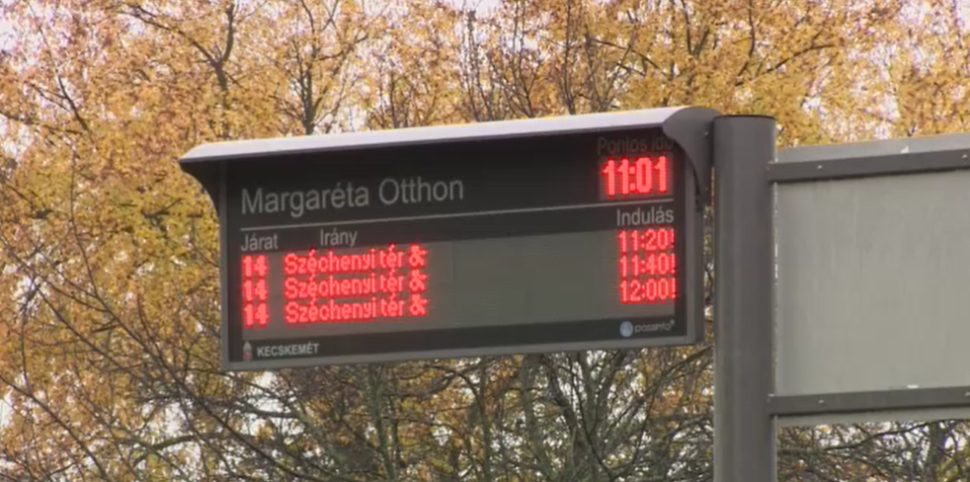 Pontos idő
11:01
Margaréta Otthon
Járat Irány Indulás
14 Széchenyi tér 11:20!
14 Széchenyi tér 11:40!
14 Széchenyi tér 12:00!
KECSKEMÉT